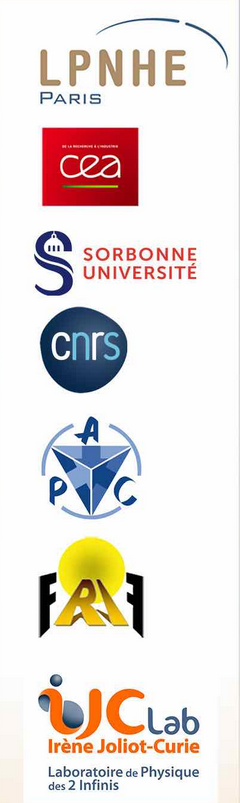 LPNHE
PARIS
DE LA RECHERCHE À L'INDUSTRIE
cea
SORBONNE
UNIVERSITÉ
cnrs
A
P C
FRIF
iJCLab
Irène Joliot-Curie
Laboratoire de Physique
des 2 Infinis